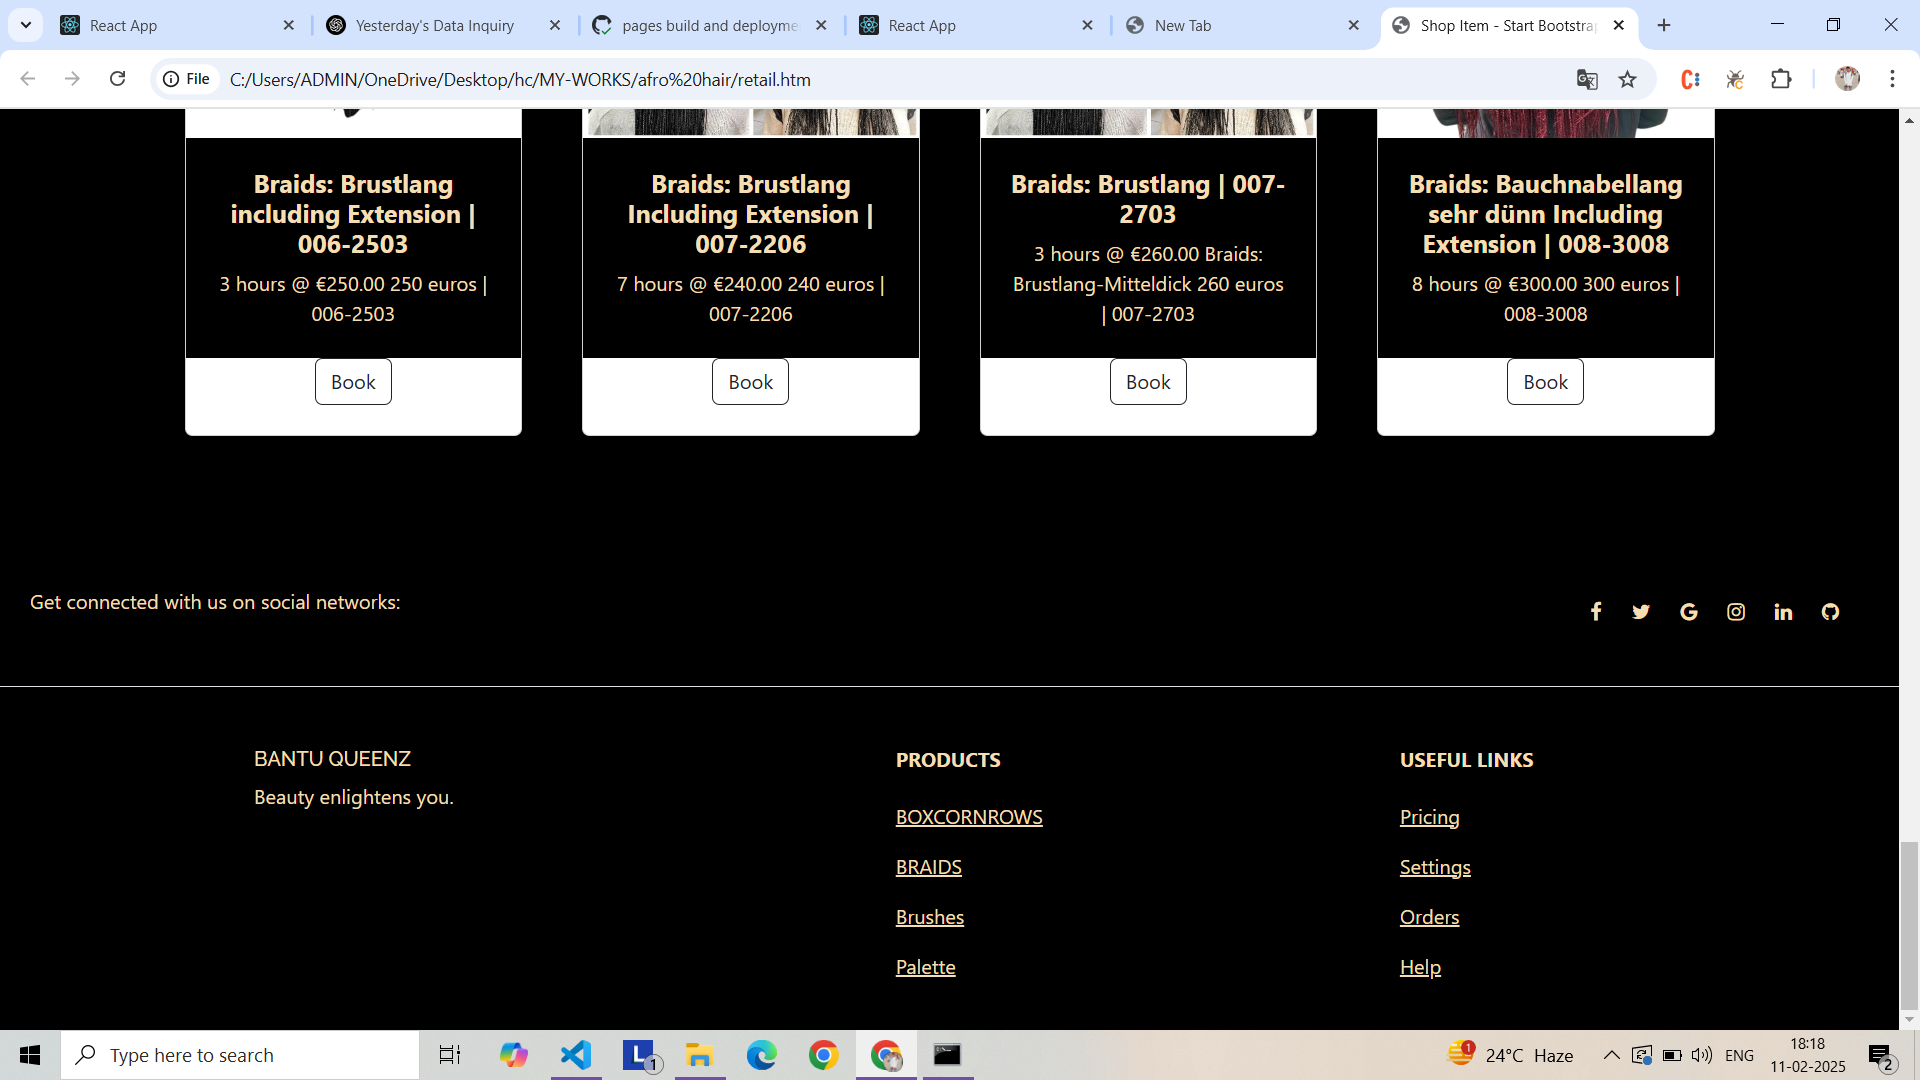 React App
Yesterday's Data Inquiry
pages build and deployme
React App
New Tab
Shop Item - Start Bootstrap
File
C:/Users/ADMIN/OneDrive/Desktop/hc/MY-WORKS/afro%20hair/retail.htm
Braids: Brustlang
including Extension |
006-2503
3 hours @ €250.00 250 euros |
006-2503
Book
Braids: Brustlang
Including Extension |
007-2206
7 hours @ €240.00 240 euros |
007-2206
Book
Braids: Brustlang | 007-
2703
3 hours @ €260.00 Braids:
Brustlang-Mitteldick 260 euros
| 007-2703
Book
Braids: Bauchnabellang
sehr dünn Including
Extension | 008-3008
8 hours @ €300.00 300 euros |
008-3008
Book
Get connected with us on social networks:
BANTU QUEENZ
Beauty enlightens you.
PRODUCTS
BOXCORNROWS
BRAIDS
Brushes
Palette
USEFUL LINKS
Pricing
Settings
Orders
Help
Type here to search
L
1
1
24°C Haze
ENG
18:18
11-02-2025
2